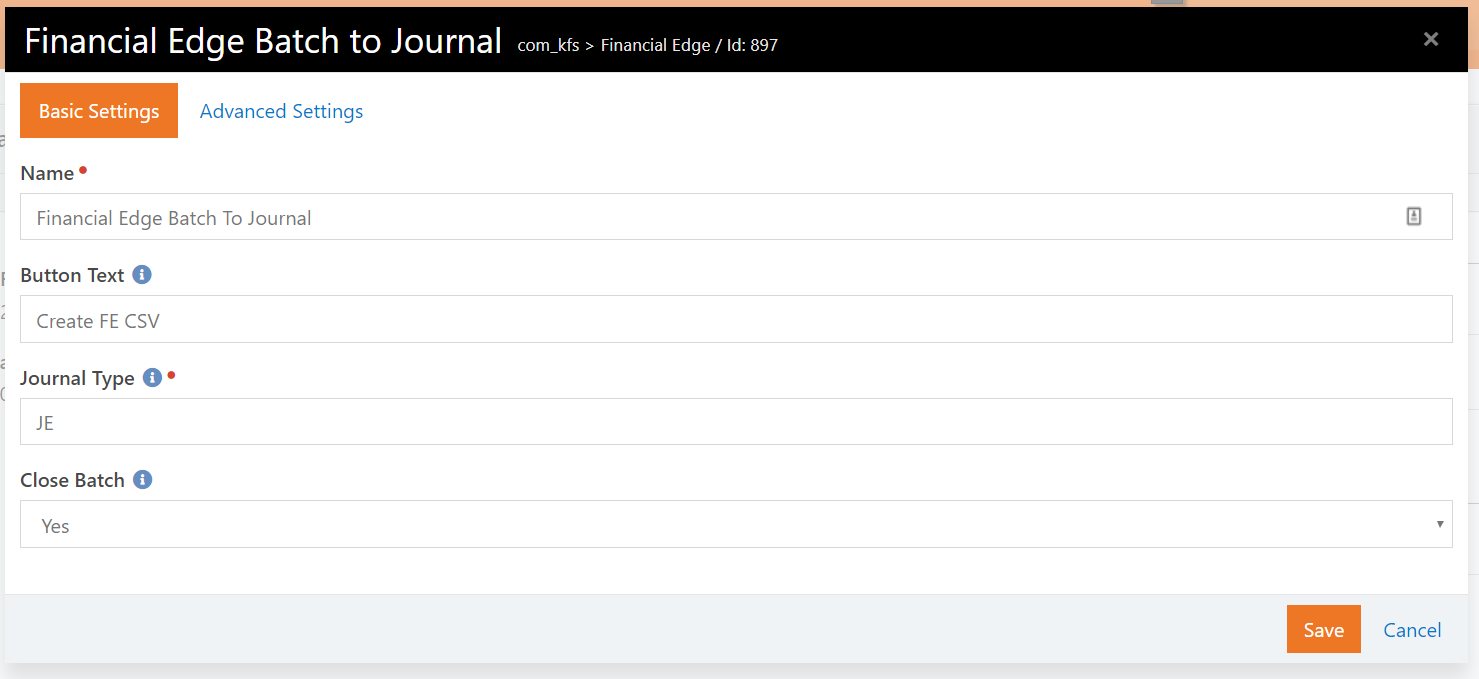 Financial Edge Batch to Journal com_kfs > Financial Edge / Id: 897
Basic Settings Advanced Settings
Name
Financial Edge Batch To Journal
Button Text
Create FE CSV
Journal Type
JE
Close Batch
Yes
Save Cancel